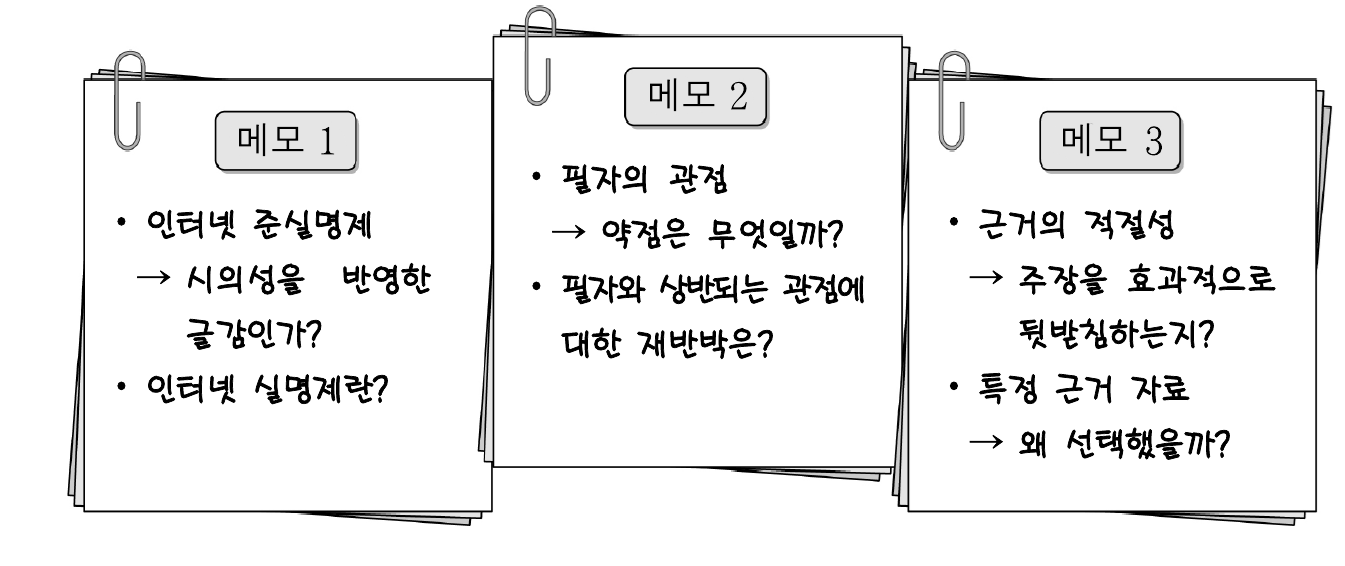 메모 1
• 인터넷 준실명제
→ 시의성을 반영한
글감인가?
• 인터넷 실명제란?
메모 2
• 필자의 관점
→ 약점은 무엇일까?
• 필자와 상반되는 관점에
대한 재반박은?
메모 3
• 근거의 적절성
→ 주장을 효과적으로
뒷받침하는지?
• 특정 근거 자료
→ 왜 선택했을까?